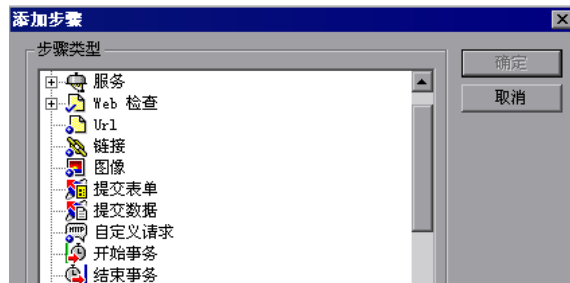 添加步骤
步骤类型
服务
Web 检查
Url
链接
图像
提交表单
提交数据
自定义请求
开始事务
结束事务
确定
取消